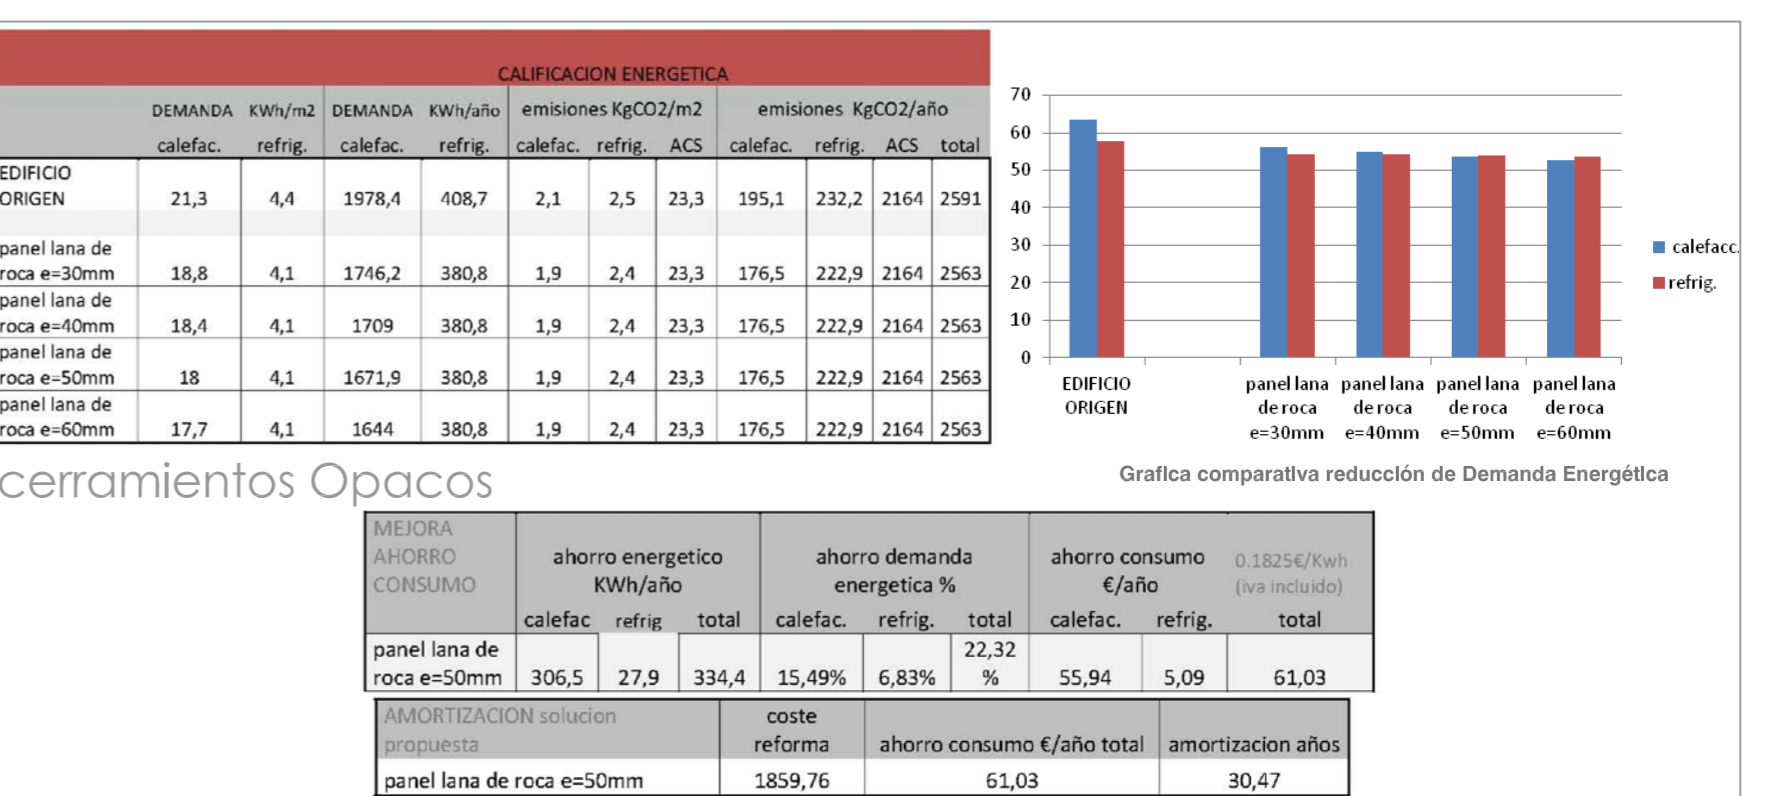 CALIFICACION ENERGETICA
DEMANDA KWh/m2 DEMANDA KWh/año emisiones KgCO2/m2 emisiones KgCO2/año
calefac. refrig. calefac. refrig. calefac. refrig. ACS calefac. refrig. ACS total
EDIFICIO
ORIGEN 21,3 4,4 1978,4 408,7 2,1 2,5 23,3 195,1 232,2 2164 2591
panel lana de
roca e=30mm 18,8 4,1 1746,2 380,8 1,9 2,4 23,3 176,5 222,9 2164 2563
panel lana de
roca e=40mm 18,4 4,1 1709 380,8 1,9 2,4 23,3 176,5 222,9 2164 2563
panel lana de
roca e=50mm 18 4,1 1671,9 380,8 1,9 2,4 23,3 176,5 222,9 2164 2563
panel lana de
roca e=60mm 17,7 4,1 1644 380,8 1,9 2,4 23,3 176,5 222,9 2164 2563
70
60
50
40
30
20
10
0
EDIFICIO panel lana panel lana panel lana panel lana
ORIGEN de roca de roca de roca de roca
e=30mm e=40mm e=50mm e=60mm
calefacc.
refrig.
Grafica comparativa reducción de Demanda Energética
cerramientos Opacos
MEJORA
AHORRO ahorro energetico ahorro demanda ahorro consumo 0.1825€/Kwh
CONSUMO KWh/año energetica % €/año (iva incluido)
calefac refrig total calefac. refrig. total calefac. refrig. total
panel lana de 22,32
roca e=50mm 306,5 27,9 334,4 15,49% 6,83% % 55,94 5,09 61,03
AMORTIZACION solucion coste
propuesta reforma ahorro consumo €/año total amortizacion años
panel lana de roca e=50mm 1859,76 61,03 30,47